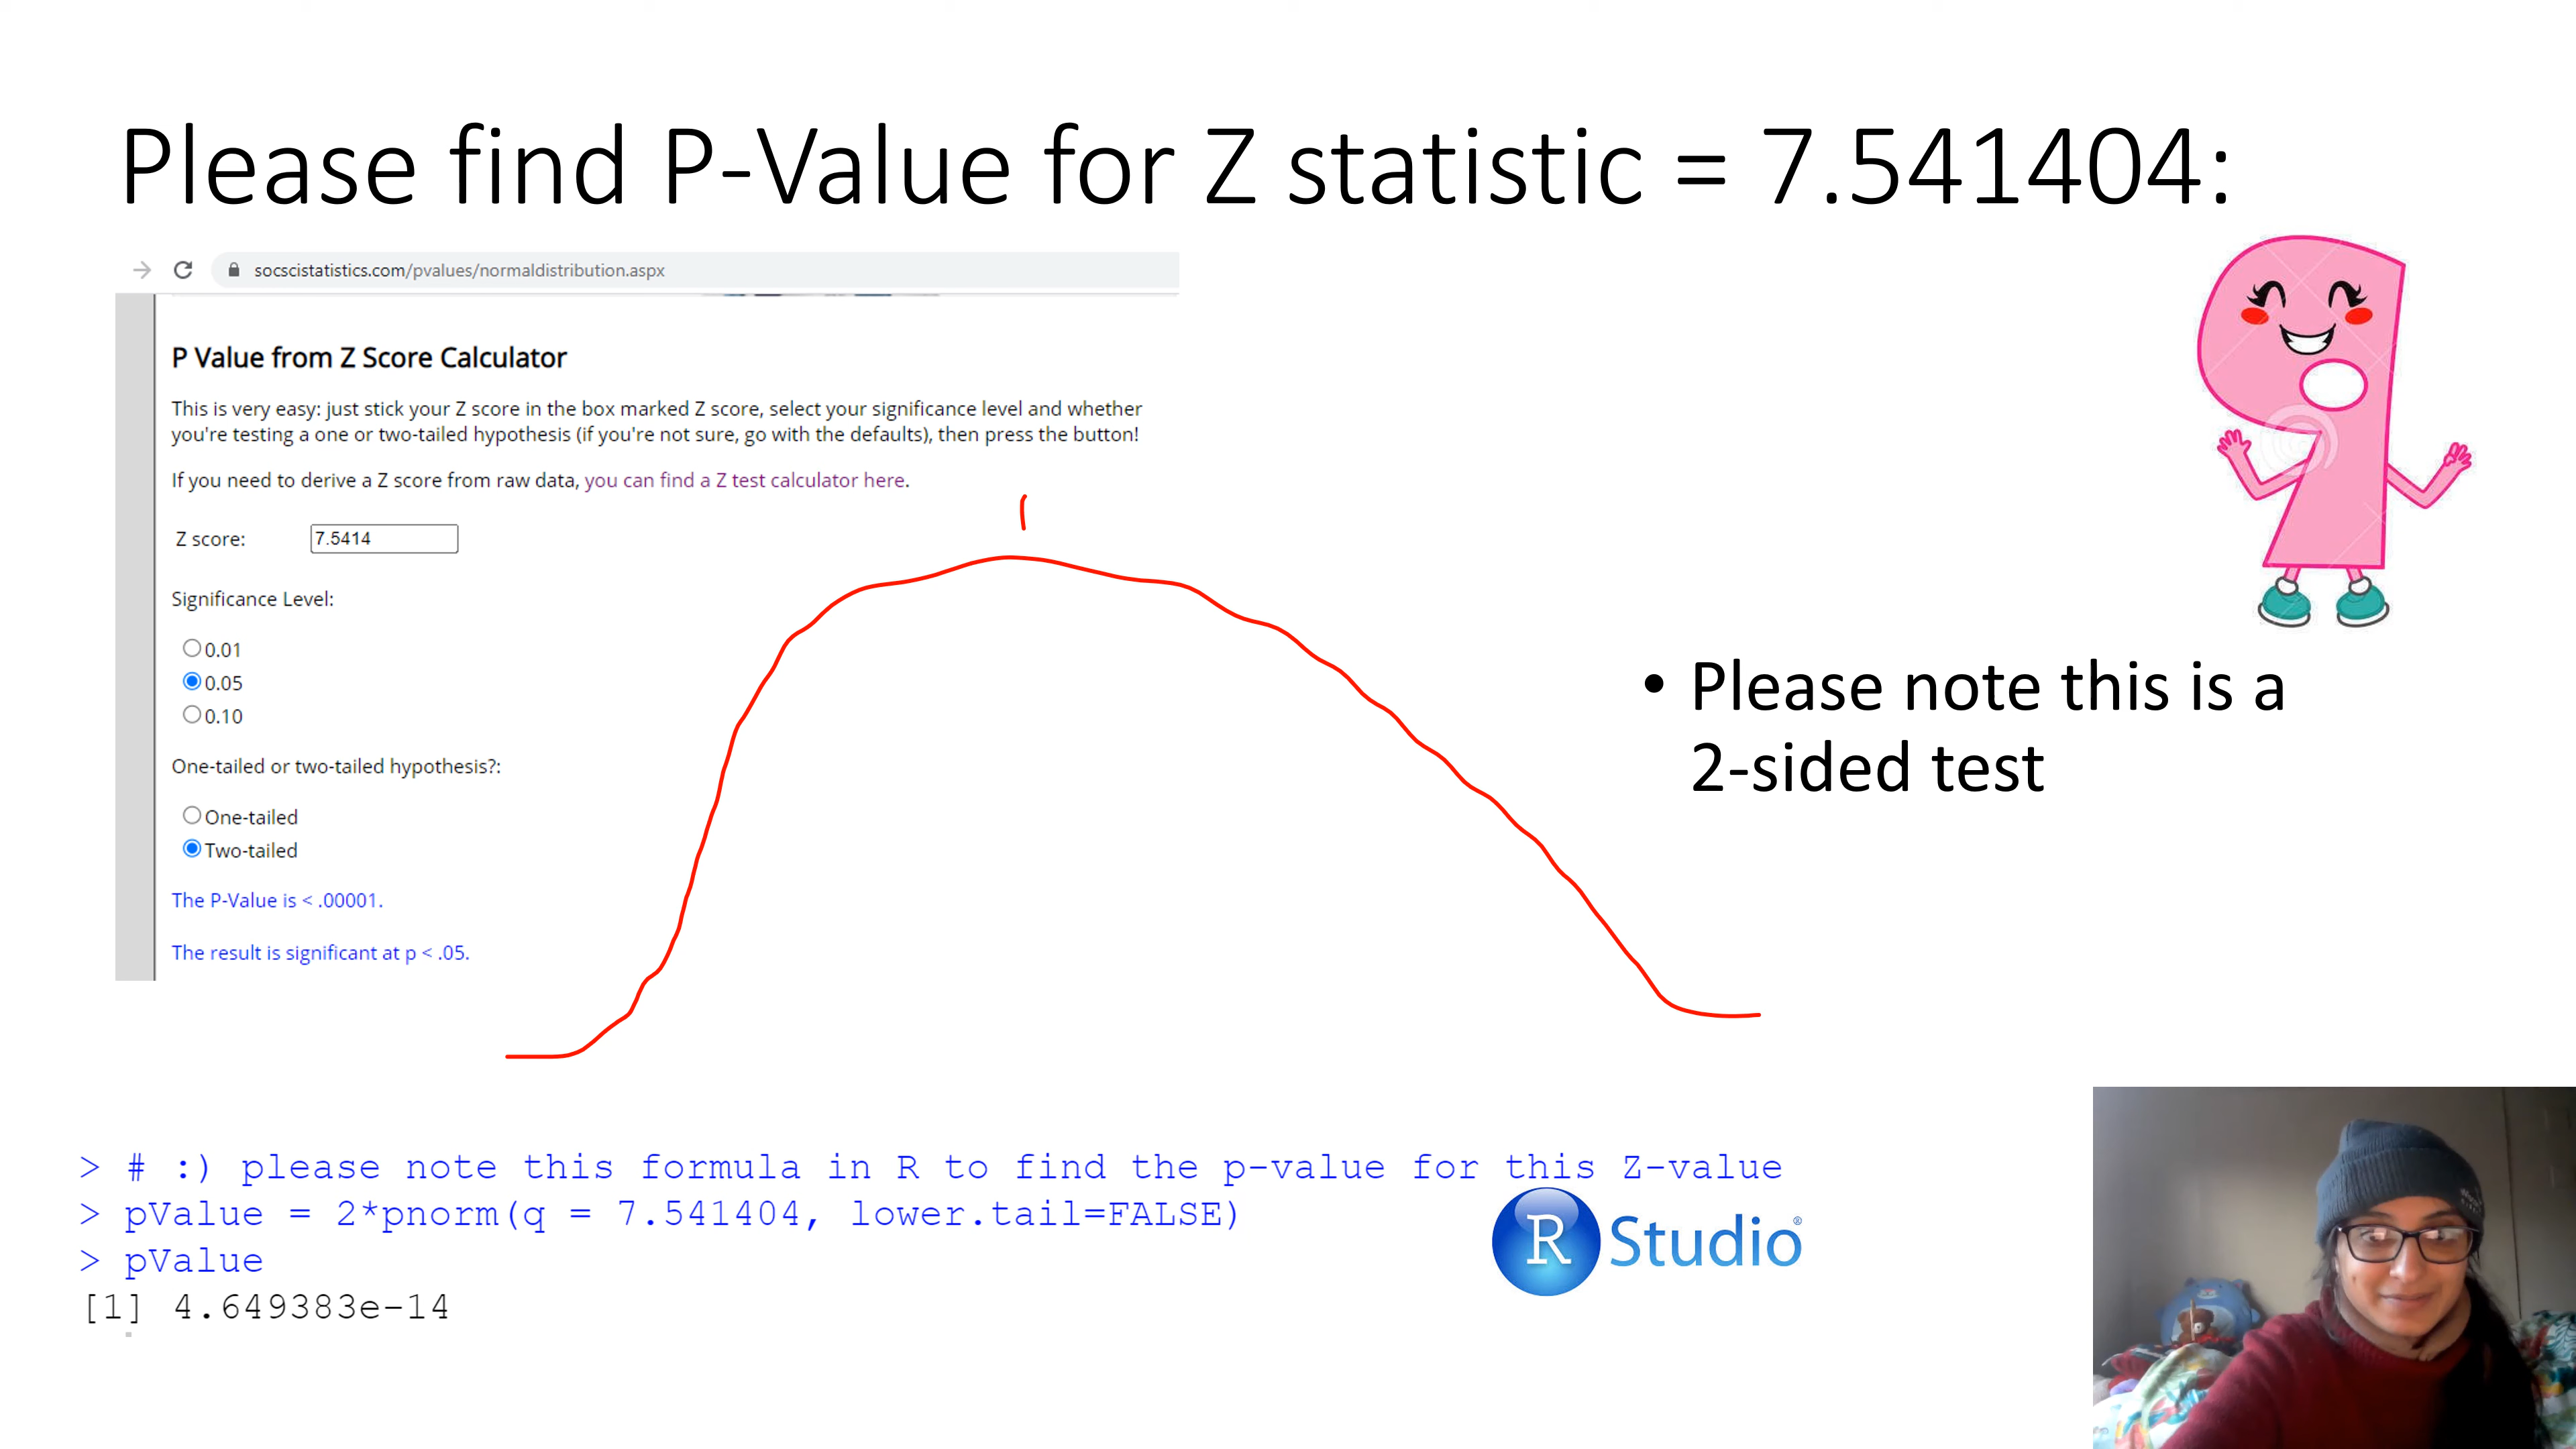 Please find P-Value for Z statistic = 7.541404:
socscistatistics.com/pvalues/normaldistribution.aspx
P Value from Z Score Calculator
This is very easy: just stick your Z score in the box marked Z score, select your significance level and whether
you're testing a one or two-tailed hypothesis (if you're not sure, go with the defaults), then press the button!
If you need to derive a Z score from raw data, you can find a Z test calculator here.
Z score: 7.5414
Significance Level:
0.01
0.05
0.10
One-tailed or two-tailed hypothesis?:
One-tailed
Two-tailed
The P-Value is < .00001.
The result is significant at p < .05.
• Please note this is a
2-sided test
> # :) please note this formula in R to find the p-value for this Z-value
> pValue = 2*pnorm(q = 7.541404, lower.tail=FALSE)
> pValue
[1] 4.649383e-14
R Studio®